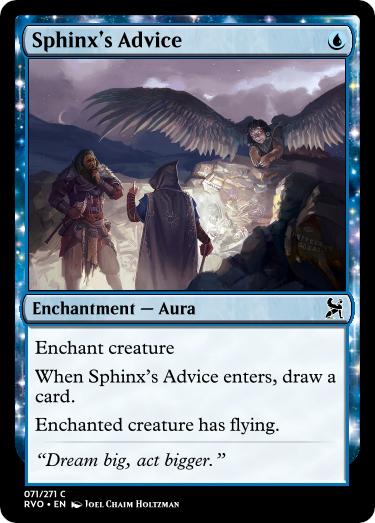 Sphinx's Advice
Enchantment — Aura
Enchant creature
When Sphinx's Advice enters, draw a
card.
Enchanted creature has flying.
"Dream big, act bigger."
071/271 C
RVO • EN Joel Chaim Holtzman